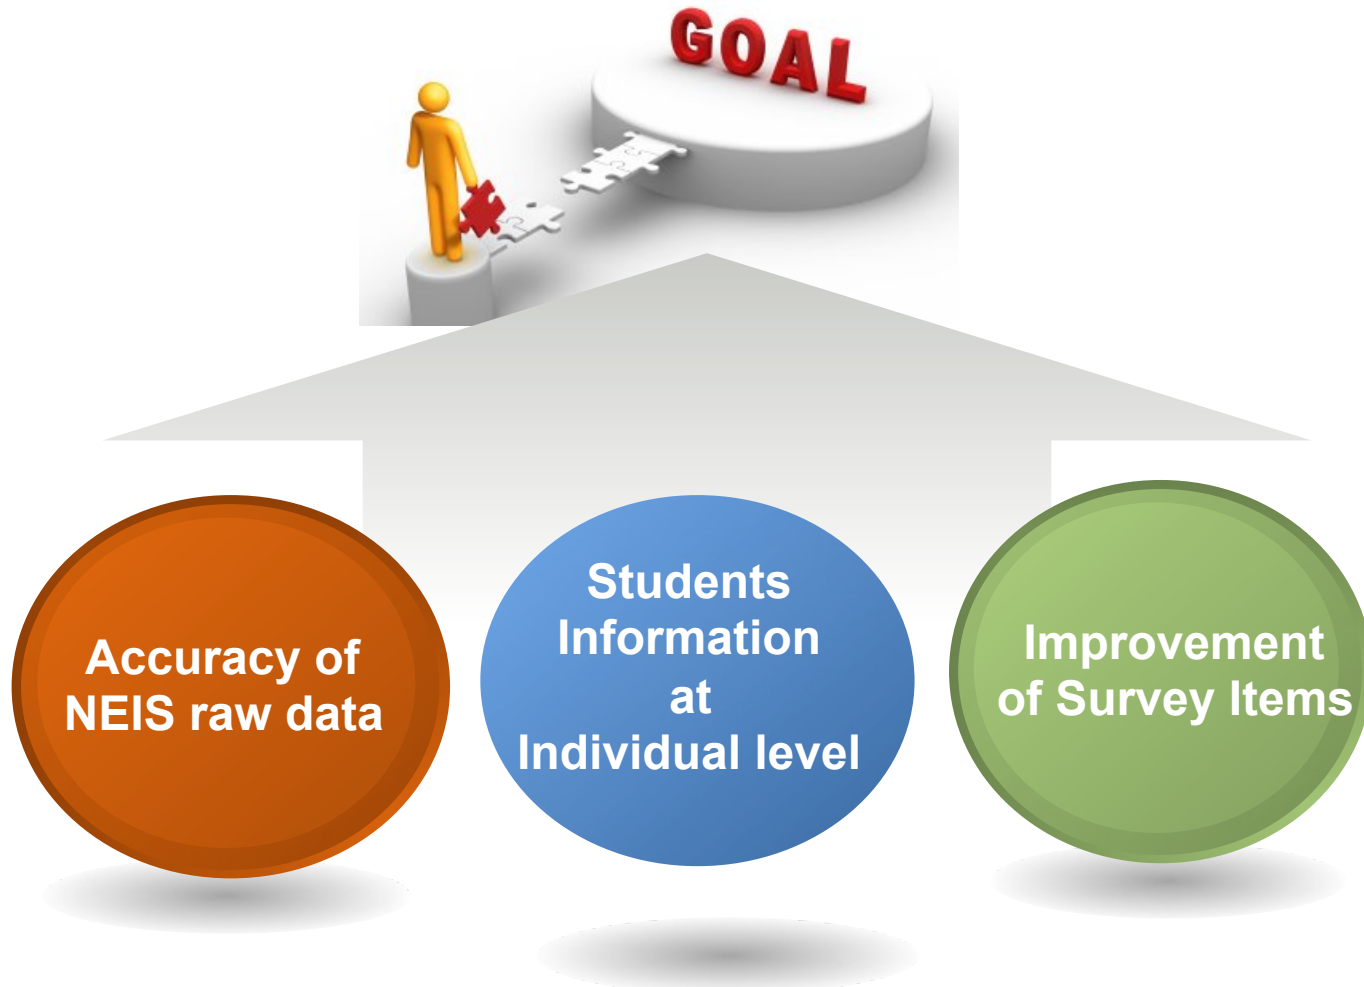 GOAL
Accuracy of
NEIS raw data
Students
Information
at
Individual level
Improvement
of Survey Items